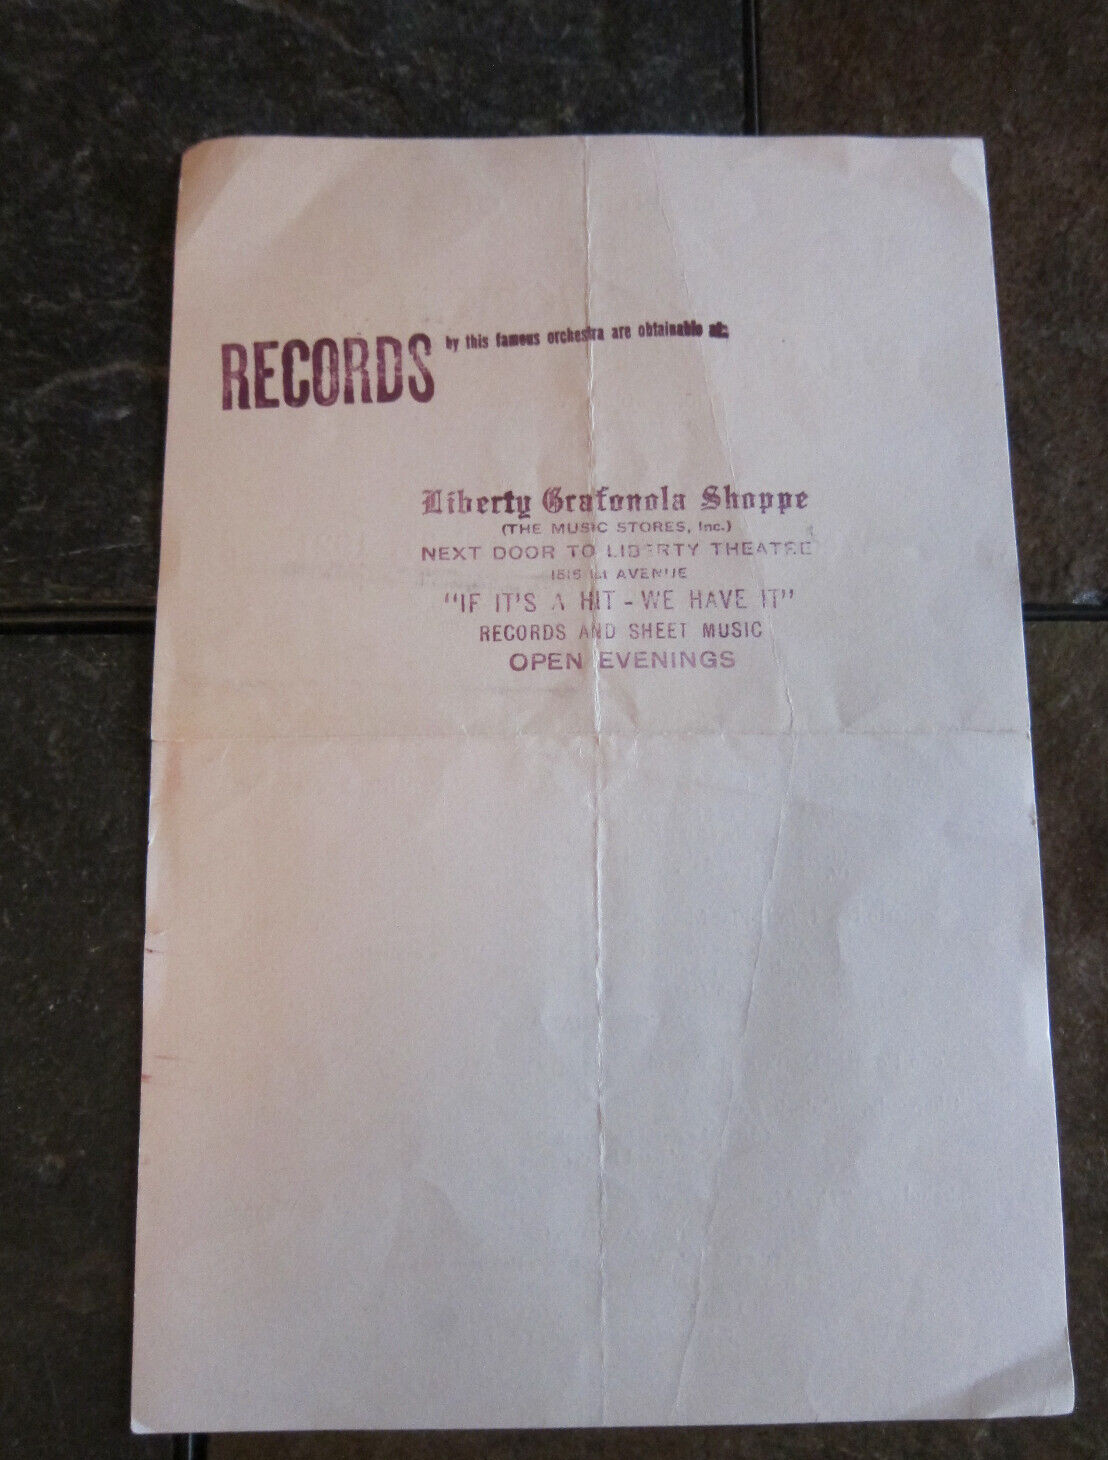 RECORDS by this famous orchestra are obtainable at:
Liberty Grafonola Shoppe
(THE MUSIC STORES, Inc.)
NEXT DOOR TO LIBERTY THEATRE
AVENUE
"IF IT'S A HIT - WE HAVE IT"
RECORDS AND SHEET MUSIC
OPEN EVENINGS